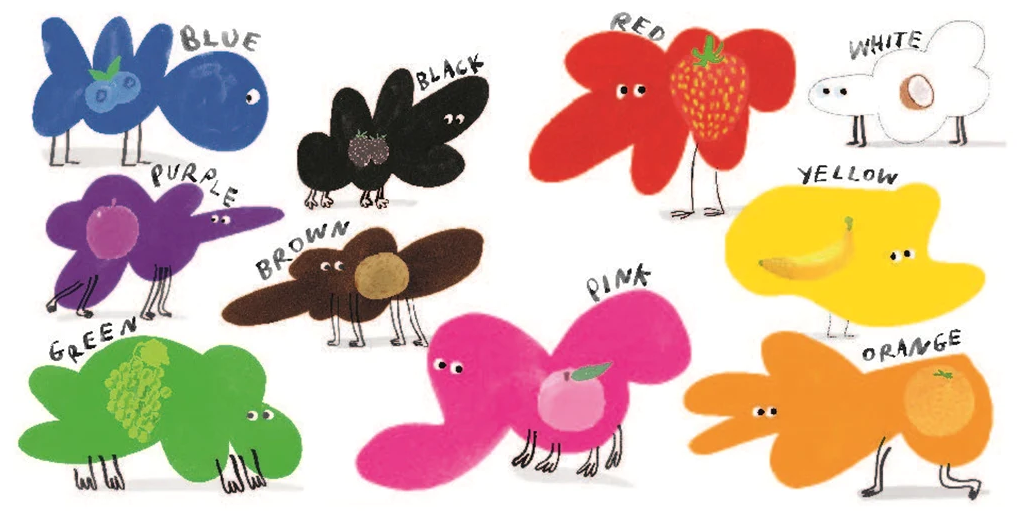 BLUE
BLACK
RED
WHITE
PURPLE
BROWN
YELLOW
GREEN
PINK
ORANGE